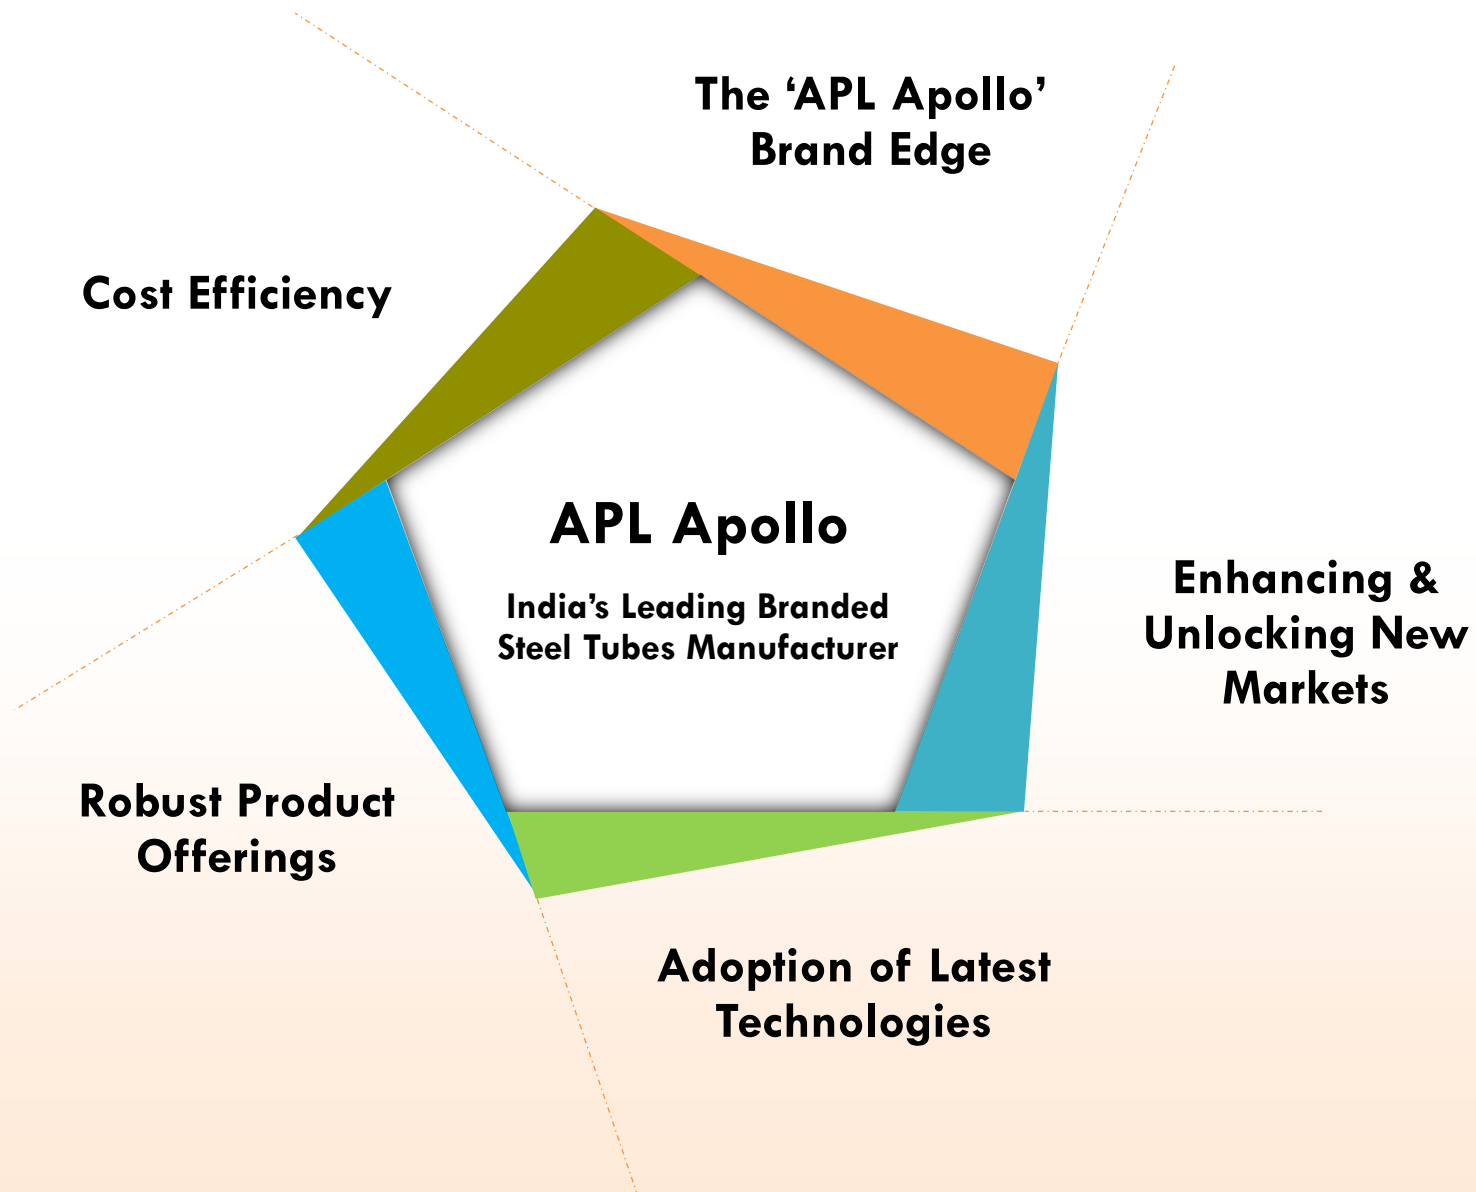 The ‘APL Apollo’
Brand Edge
Cost Efficiency
APL Apollo
India’s Leading Branded
Steel Tubes Manufacturer
Enhancing &
Unlocking New
Markets
Robust Product
Offerings
Adoption of Latest
Technologies